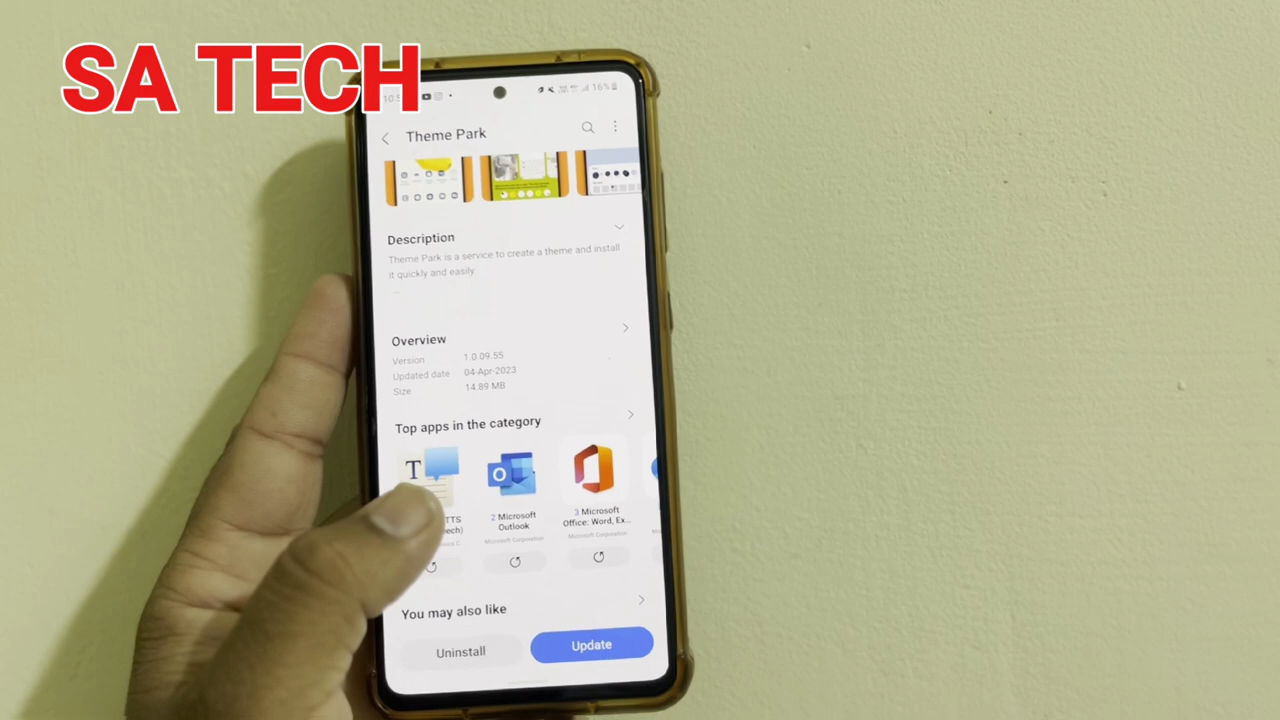 SA TECH
16%
Theme Park
Description
Theme Park is a service to create a theme and install
it quickly and easily
Overview
Version 1.0.09.55
Updated date 04-Apr-2023
Size 14.89 MB
Top apps in the category
T
O
TTS
2 Microsoft
Outlook
Microsoft Corporation
3 Microsoft
Office: Word, Ex...
Microsoft Corporation
You may also like
Uninstall
Update